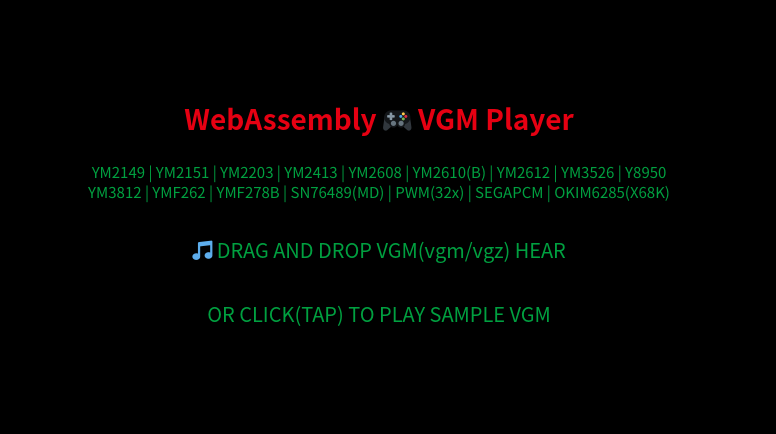 WebAssembly 🎮 VGM Player
YM2149 | YM2151 | YM2203 | YM2413 | YM2608 | YM2610(B) | YM2612 | YM3526 | Y8950
YM3812 | YMF262 | YMF278B | SN76489(MD) | PWM(32x) | SEGAPCM | OKIM6285(X68K)
🎵 DRAG AND DROP VGM(vgm/vgz) HEAR
OR CLICK(TAP) TO PLAY SAMPLE VGM